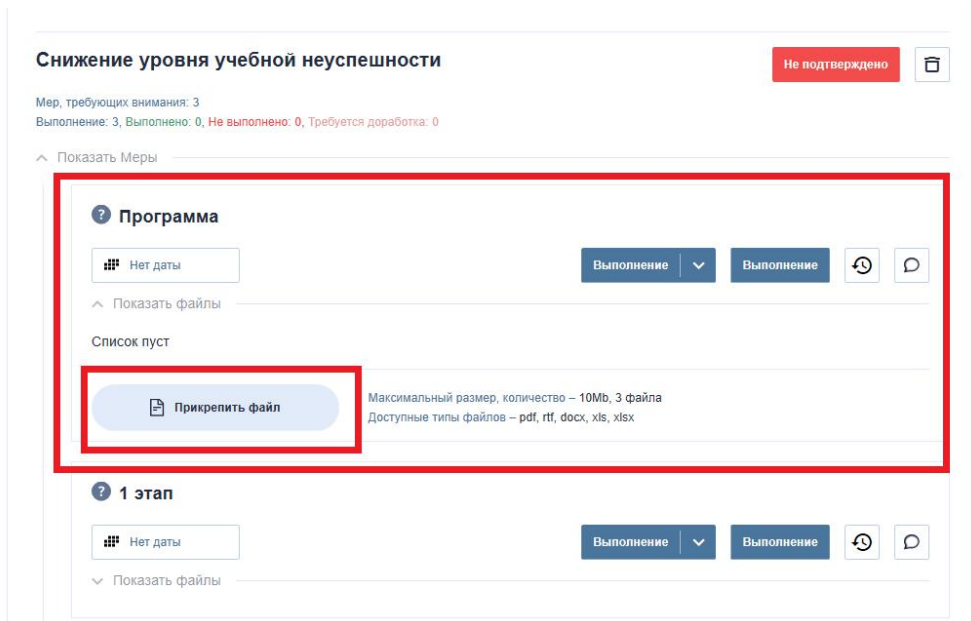 Снижение уровня учебной неуспешности
Не подтверждено
Мер, требующих внимания: 3
Выполнение: 3, Выполнено: 0, Не выполнено: 0, Требуется доработка: 0
Показать Меры
? Программа
Нет даты
Выполнение
Выполнение
Показать файлы
Список пуст
Прикрепить файл
Максимальный размер, количество – 10Mb, 3 файла
Доступные типы файлов – pdf, rtf, docx, xls, xlsx
? 1 этап
Нет даты
Выполнение
Выполнение
Показать файлы